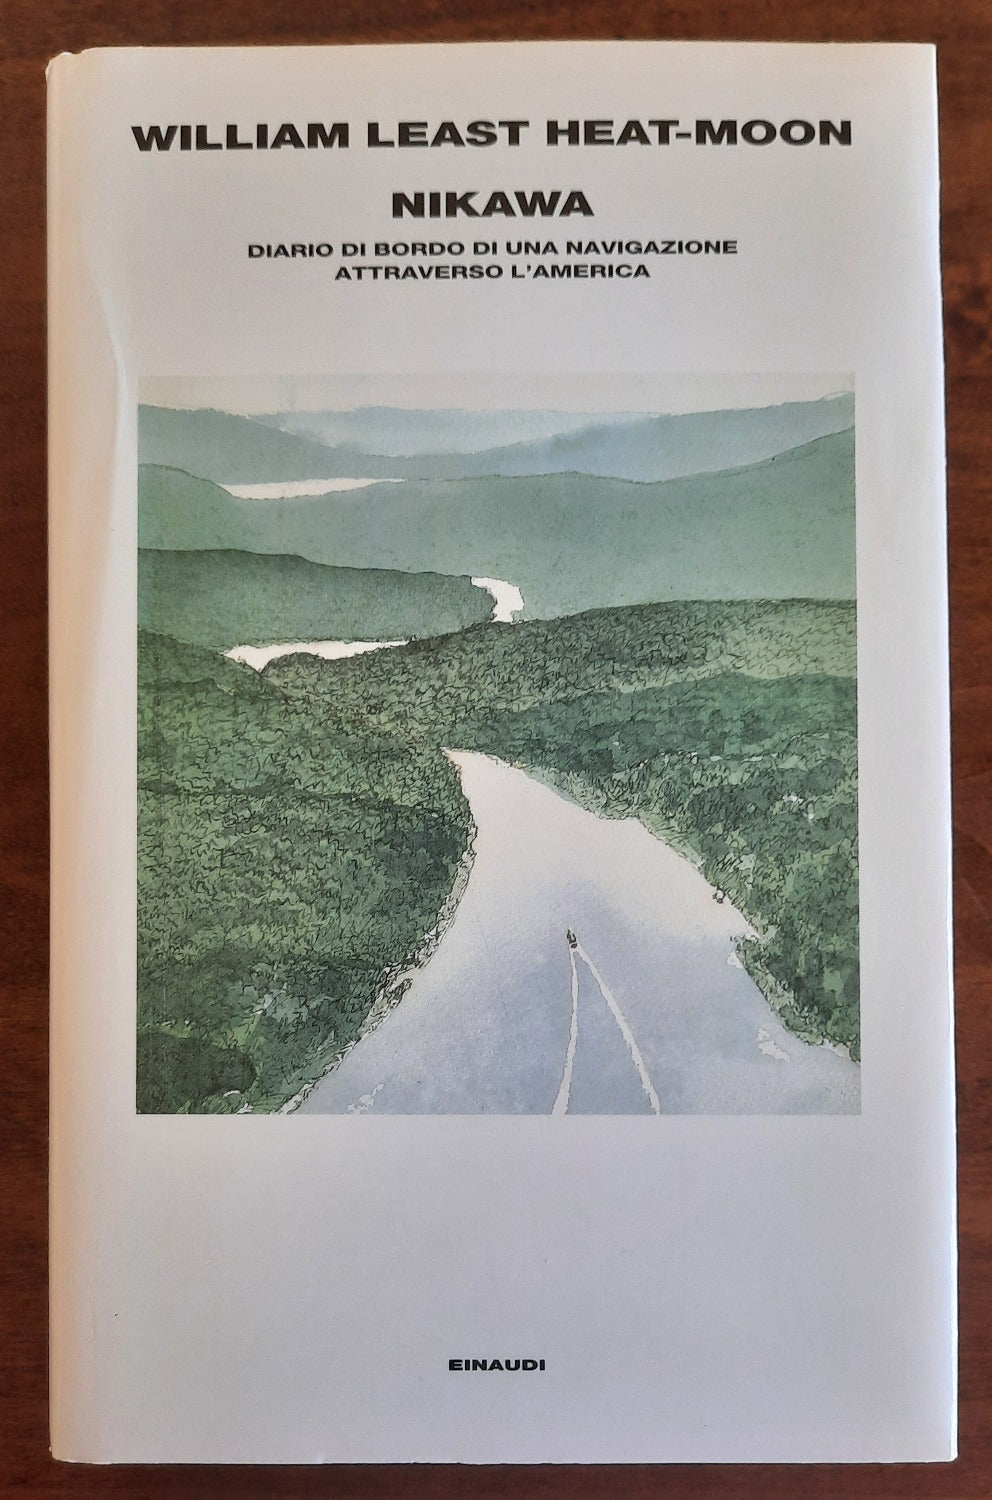 WILLIAM LEAST HEAT-MOON
NIKAWA
DIARIO DI BORDO DI UNA NAVIGAZIONE
ATTRAVERSO L'AMERICA
EINAUDI